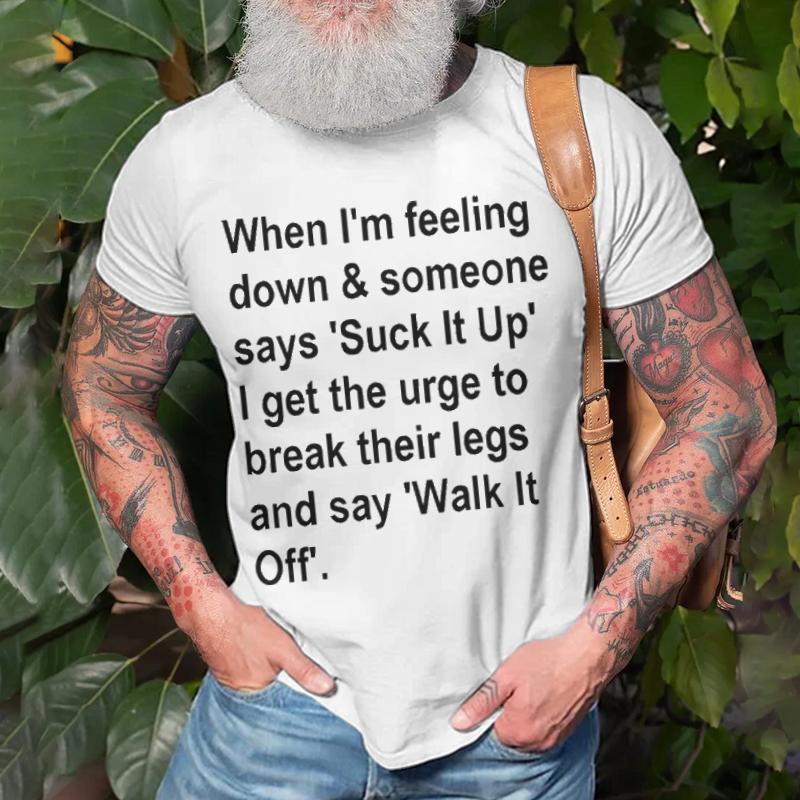 When I'm feeling
down & someone
says 'Suck It Up'
I get the urge to
break their legs
and say 'Walk It
Off'.
Estuardo